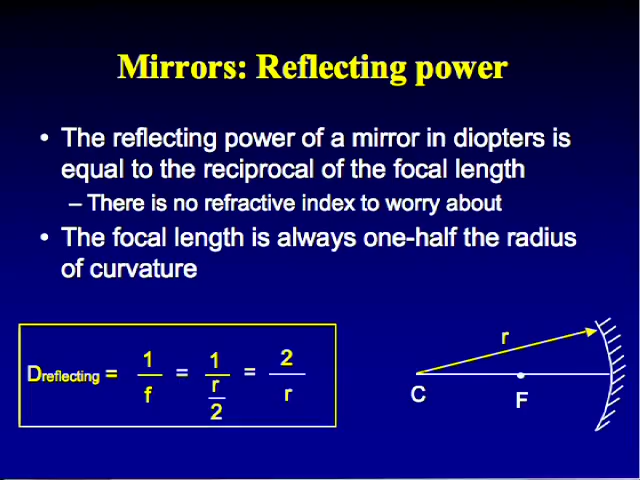 Mirrors: Reflecting power
• The reflecting power of a mirror in diopters is
equal to the reciprocal of the focal length
– There is no refractive index to worry about
• The focal length is always one-half the radius
of curvature
Dreflecting = 1/f = 1/(r/2) = 2/r
r
C
F